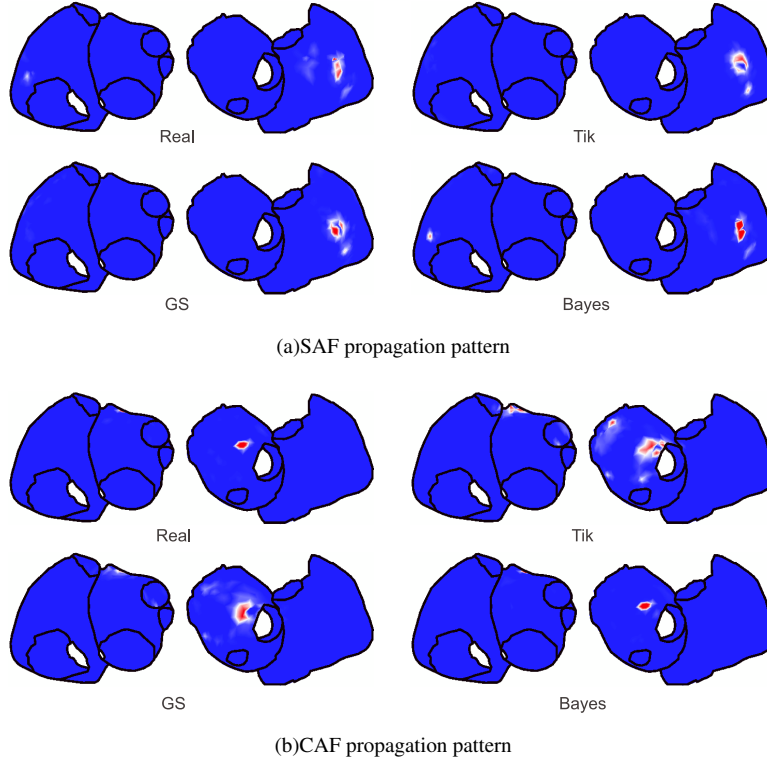 Real
Tik
GS
Bayes
(a)SAF propagation pattern
Real
Tik
GS
Bayes
(b)CAF propagation pattern